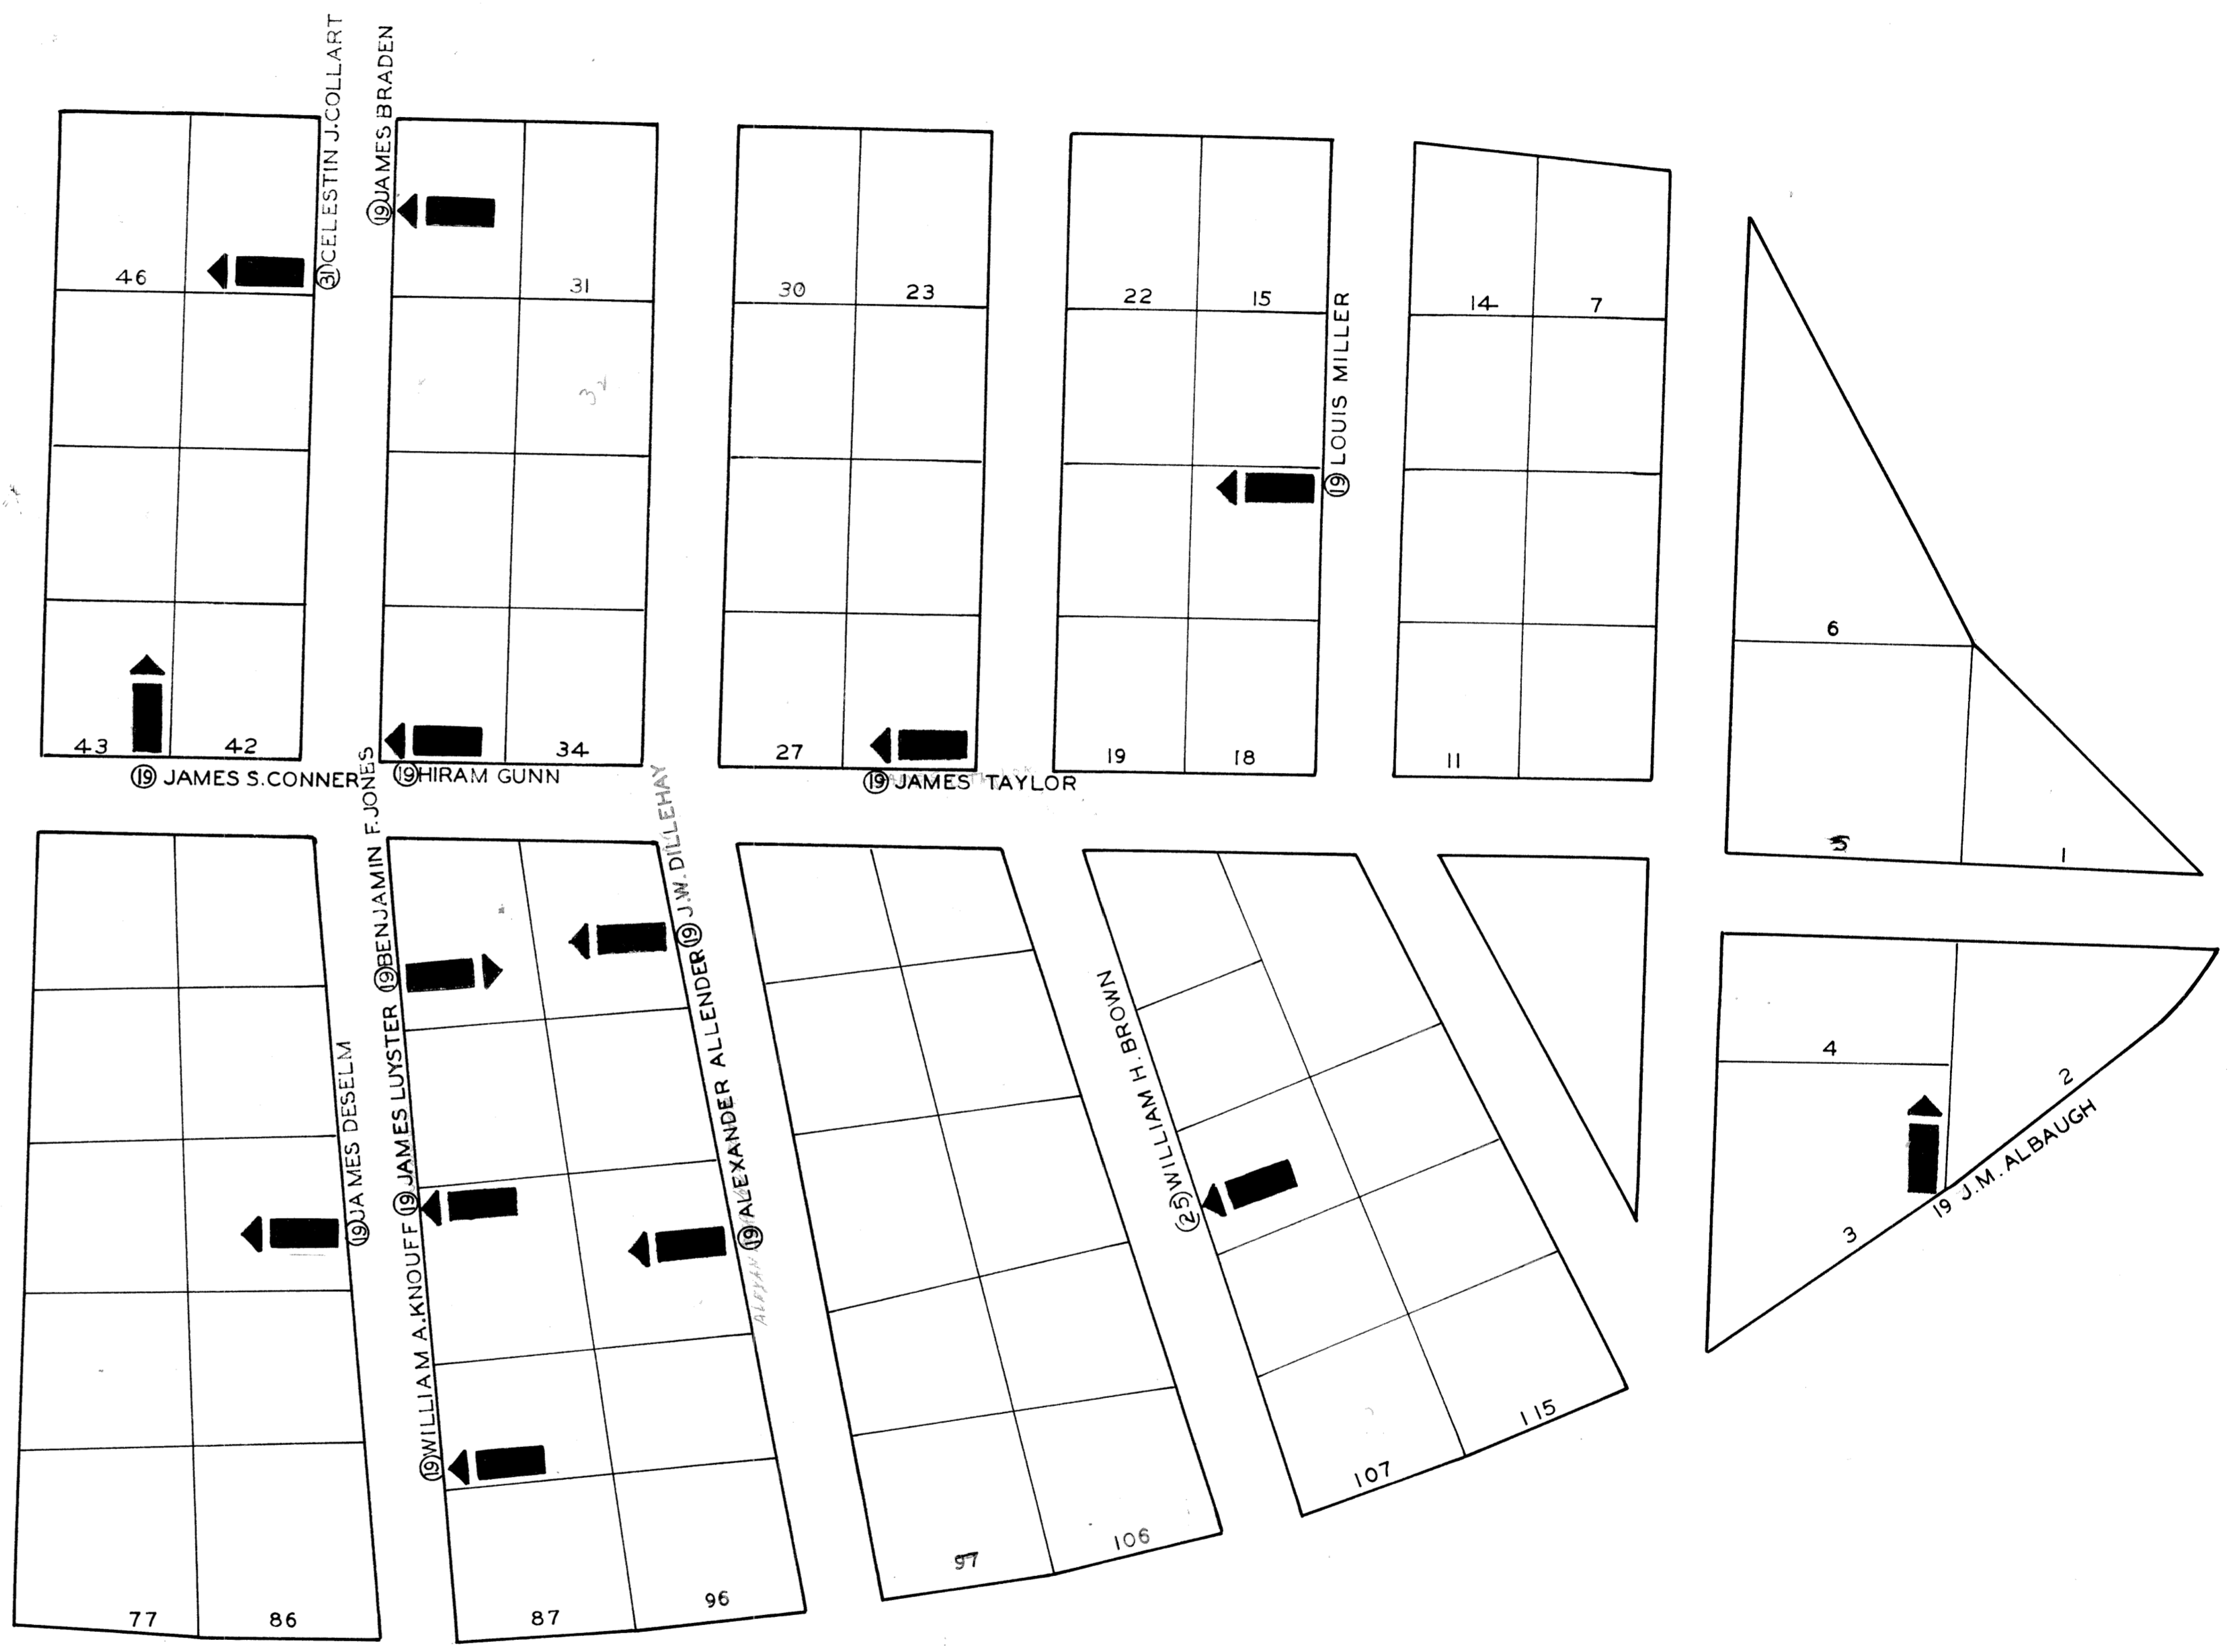 31 CELESTIN J. COLLART
19 JAMES BRADEN
46
31
30
23
22
15
14
7
19 LOUIS MILLER
32
6
43
42
34
27
19
18
11
19 JAMES S. CONNER
19 HIRAM GUNN
19 JAMES TAYLOR
5
1
19 BENJAMIN F. JONES
19 J.W. DILLEHAY
19 JAMES LUYSTER
19 ALEXANDER ALLENDER
19 JAMES DESELM
19 WILLIAM A. KNOUFF
25 WILLIAM H. BROWN
4
2
3
19 J.M. ALBAUGH
115
107
106
97
96
87
86
77